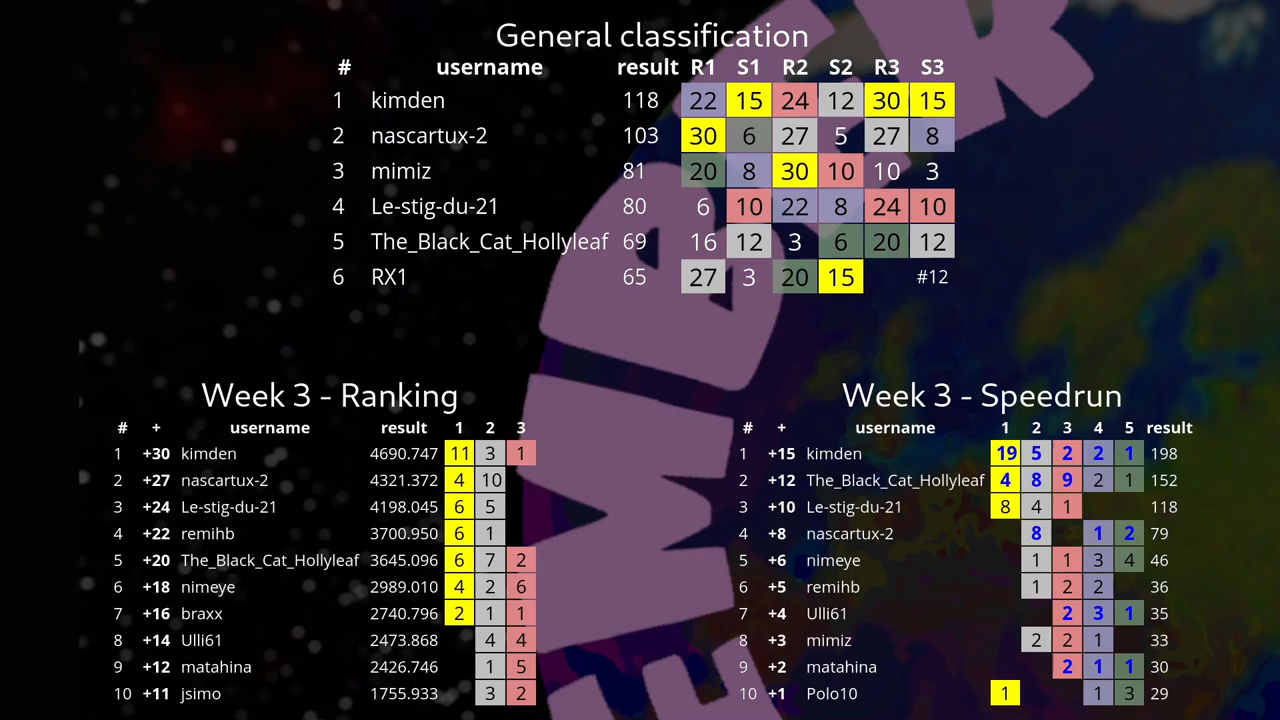 General classification
# username result R1 S1 R2 S2 R3 S3
1 kimden 118 22 15 24 12 30 15
2 nascartux-2 103 30 6 27 5 27 8
3 mimiz 81 20 8 30 10 10 3
4 Le-stig-du-21 80 6 10 22 8 24 10
5 The_Black_Cat_Hollyleaf 69 16 12 3 6 20 12
6 RX1 65 27 3 20 15 #12
Week 3 - Ranking
# + username result 1 2 3
1 +30 kimden 4690.747 11 3 1
2 +27 nascartux-2 4321.372 4 10
3 +24 Le-stig-du-21 4198.045 6 5
4 +22 remihb 3700.950 6 1
5 +20 The_Black_Cat_Hollyleaf 3645.096 6 7 2
6 +18 nimeye 2989.010 4 2 6
7 +16 braxx 2740.796 2 1 1
8 +14 Ulli61 2473.868 4 4
9 +12 matahina 2426.746 1 5
10 +11 jsimo 1755.933 3 2
Week 3 - Speedrun
# + username 1 2 3 4 5 result
1 +15 kimden 19 5 2 2 1 198
2 +12 The_Black_Cat_Hollyleaf 4 8 9 2 1 152
3 +10 Le-stig-du-21 8 4 1 118
4 +8 nascartux-2 8 1 2 79
5 +6 nimeye 1 1 3 4 46
6 +5 remihb 1 2 2 36
7 +4 Ulli61 2 3 1 35
8 +3 mimiz 2 2 1 33
9 +2 matahina 2 1 1 30
10 +1 Polo10 1 1 3 29